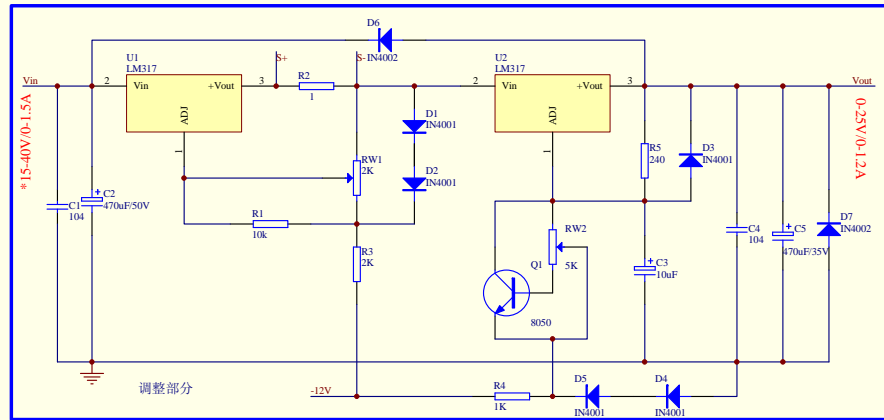 D6
IN4002
U1
LM317
S+
S-
U2
LM317
Vin
2
Vin
+Vout
3
R2
1
2
Vin
+Vout
3
Vout
ADJ
1
ADJ
1
D1
IN4001
D2
IN4001
RW1
2K
R5
240
D3
IN4001
*15-40V/0-1.5A
0-25V/0-1.2A
C1
104
C2
470uF/50V
R1
10k
R3
2K
RW2
5K
Q1
8050
C3
10uF
C4
104
C5
470uF/35V
D7
IN4002
调整部分
-12V
R4
1K
D5
IN4001
D4
IN4001